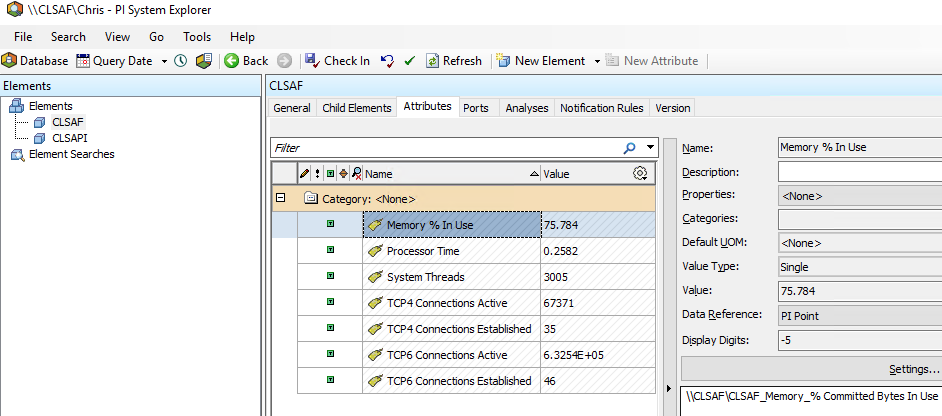 \\CLSAF\Chris - PI System Explorer
File Search View Go Tools Help
Database Query Date Back Check In Refresh New Element New Attribute
Elements
Elements
CLSAF
CLSAPI
Element Searches
CLSAF
General Child Elements Attributes Ports Analyses Notification Rules Version
Filter
Name Value
Category: <None>
Memory % In Use 75.784
Processor Time 0.2582
System Threads 3005
TCP4 Connections Active 67371
TCP4 Connections Established 35
TCP6 Connections Active 6.3254E+05
TCP6 Connections Established 46
Name: Memory % In Use
Description:
Properties: <None>
Categories:
Default UOM: <None>
Value Type: Single
Value: 75.784
Data Reference: PI Point
Display Digits: -5
Settings...
\\CLSAF\CLSAF_Memory_% Committed Bytes In Use